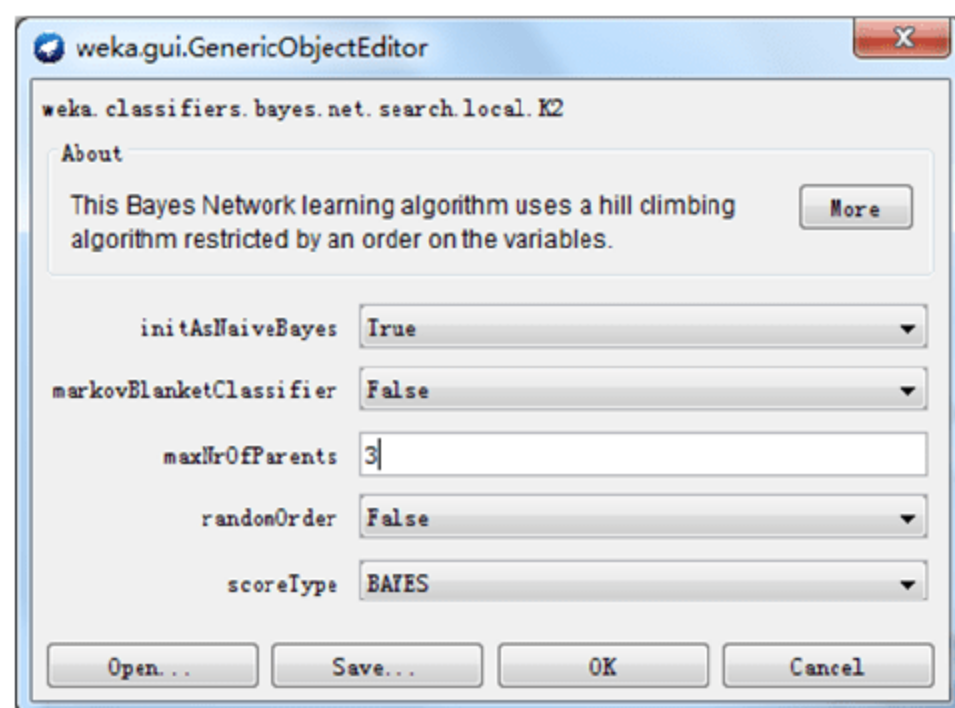 weka.gui.GenericObjectEditor
weka.classifiers.bayes.net.search.local.K2
About
This Bayes Network learning algorithm uses a hill climbing
algorithm restricted by an order on the variables.
More
initAsNaiveBayes True
markovBlanketClassifier False
maxNrOfParents 3
randomOrder False
scoreType BAYES
Open... Save... OK Cancel